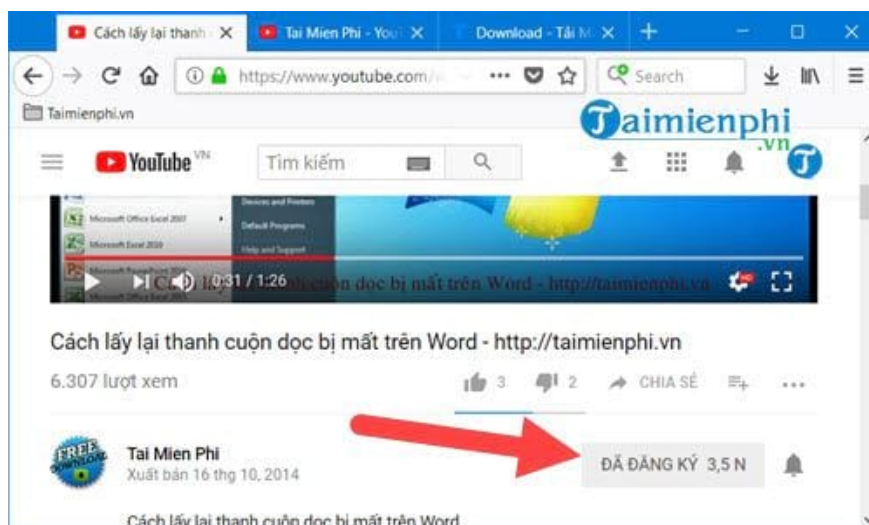 Cách lấy lại thanh
Tai Mien Phi - You
Download - Tải M
https://www.youtube.com/
Search
Taimienphi.vn
Taimienphi
.vn
YouTube VN
Tìm kiếm
Microsoft Office Excel 2007
Microsoft Excel 2010
Devices and Printers
Default Programs
Help and Support
0:31 / 1:26
dọc bị mất trên Word - http://taimienphi.vn
Cách lấy lại thanh cuộn dọc bị mất trên Word - http://taimienphi.vn
6.307 lượt xem
3
2
CHIA SẺ
FREE
DOWNLOAD
Tai Mien Phi
Xuất bản 16 thg 10, 2014
ĐÃ ĐĂNG KÝ 3,5 N
Cách lấy lại thanh cuộn dọc bị mất trên Word